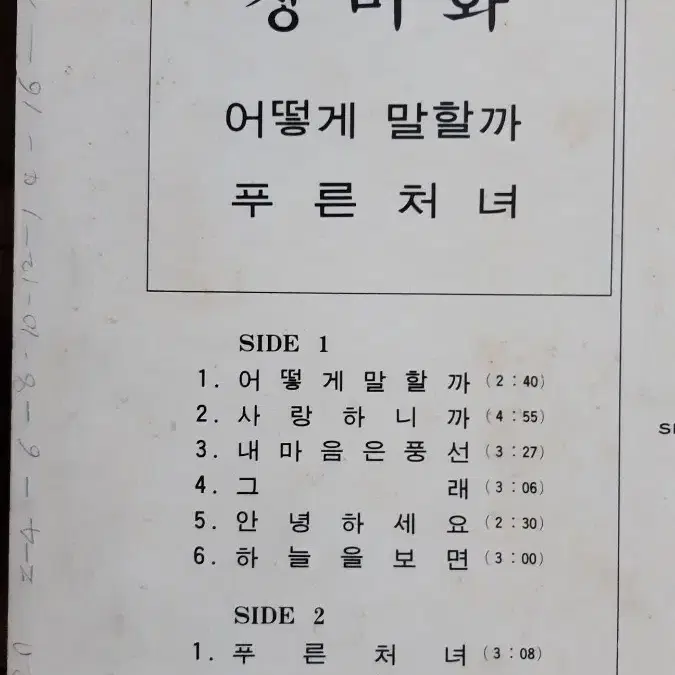 어떻게 말할까
푸른처녀
SIDE 1
1. 어떻게말할까 (2:40)
2. 사랑하니까 (4:55)
3. 내마음은풍선 (3:27)
4. 그래 (3:06)
5. 안녕하세요 (2:30)
6. 하늘을보면 (3:00)
SIDE 2
1. 푸른처녀 (3:08)